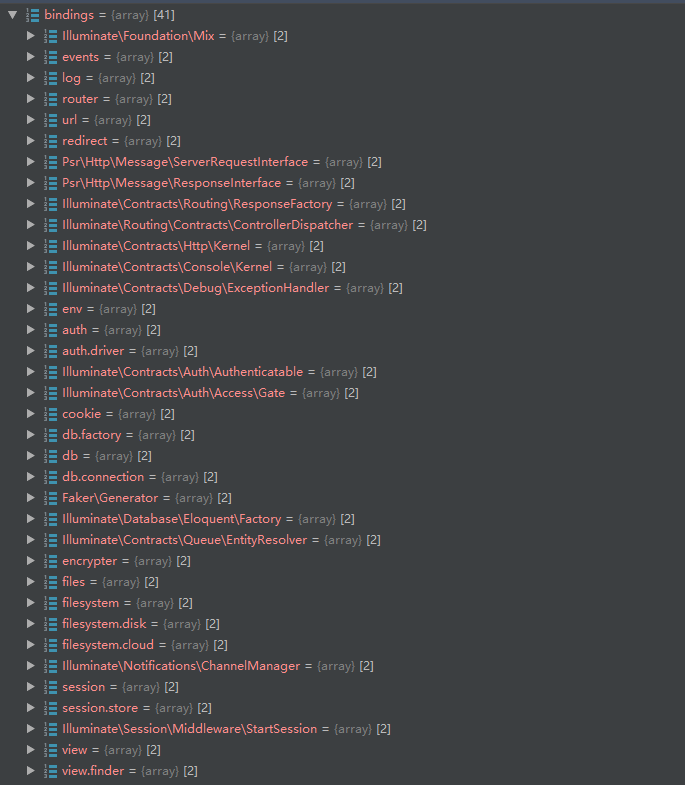 bindings = {array} [41]
Illuminate\Foundation\Mix = {array} [2]
events = {array} [2]
log = {array} [2]
router = {array} [2]
url = {array} [2]
redirect = {array} [2]
Psr\Http\Message\ServerRequestInterface = {array} [2]
Psr\Http\Message\ResponseInterface = {array} [2]
Illuminate\Contracts\Routing\ResponseFactory = {array} [2]
Illuminate\Routing\Contracts\ControllerDispatcher = {array} [2]
Illuminate\Contracts\Http\Kernel = {array} [2]
Illuminate\Contracts\Console\Kernel = {array} [2]
Illuminate\Contracts\Debug\ExceptionHandler = {array} [2]
env = {array} [2]
auth = {array} [2]
auth.driver = {array} [2]
Illuminate\Contracts\Auth\Authenticatable = {array} [2]
Illuminate\Contracts\Auth\Access\Gate = {array} [2]
cookie = {array} [2]
db.factory = {array} [2]
db = {array} [2]
db.connection = {array} [2]
Faker\Generator = {array} [2]
Illuminate\Database\Eloquent\Factory = {array} [2]
Illuminate\Contracts\Queue\EntityResolver = {array} [2]
encrypter = {array} [2]
files = {array} [2]
filesystem = {array} [2]
filesystem.disk = {array} [2]
filesystem.cloud = {array} [2]
Illuminate\Notifications\ChannelManager = {array} [2]
session = {array} [2]
session.store = {array} [2]
Illuminate\Session\Middleware\StartSession = {array} [2]
view = {array} [2]
view.finder = {array} [2]